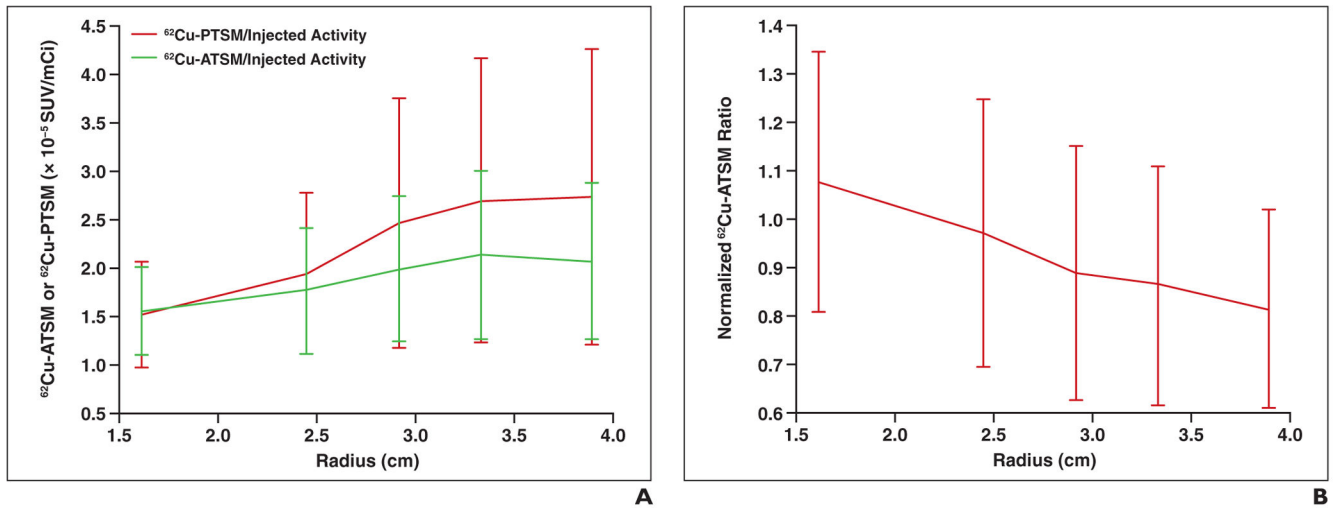 ⁶²Cu-ATSM or ⁶²Cu-PTSM (× 10⁻⁵ SUV/mCi)
4.5
4.0
3.5
3.0
2.5
2.0
1.5
1.0
0.5
⁶²Cu-PTSM/Injected Activity
⁶²Cu-ATSM/Injected Activity
1.5 2.0 2.5 3.0 3.5 4.0
Radius (cm)
A
Normalized ⁶²Cu-ATSM Ratio
1.4
1.3
1.2
1.1
1.0
0.9
0.8
0.7
0.6
1.5 2.0 2.5 3.0 3.5 4.0
Radius (cm)
B